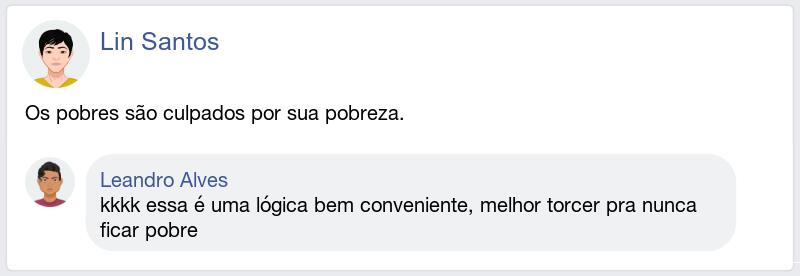 Lin Santos
Os pobres são culpados por sua pobreza.
Leandro Alves
kkkk essa é uma lógica bem conveniente, melhor torcer pra nunca
ficar pobre